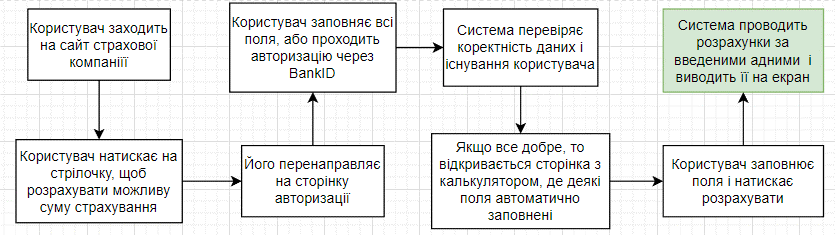 Користувач заходить
на сайт страхової
компаніїї
Користувач натискає на
стрілочку, щоб
розрахувати можливу
суму страхування
Його перенаправляє
на сторінку
авторизації
Користувач заповняє всі
поля, або проходить
авторизацію через
BankID
Система перевіряє
коректність даних і
існування користувача
Якщо все добре, то
відкривається сторінка з
калькулятором, де деякі
поля автоматично
заповнені
Користувач заповнює
поля і натискає
розрахувати
Система проводить
розрахунки за
введеними адними і
виводить її на екран